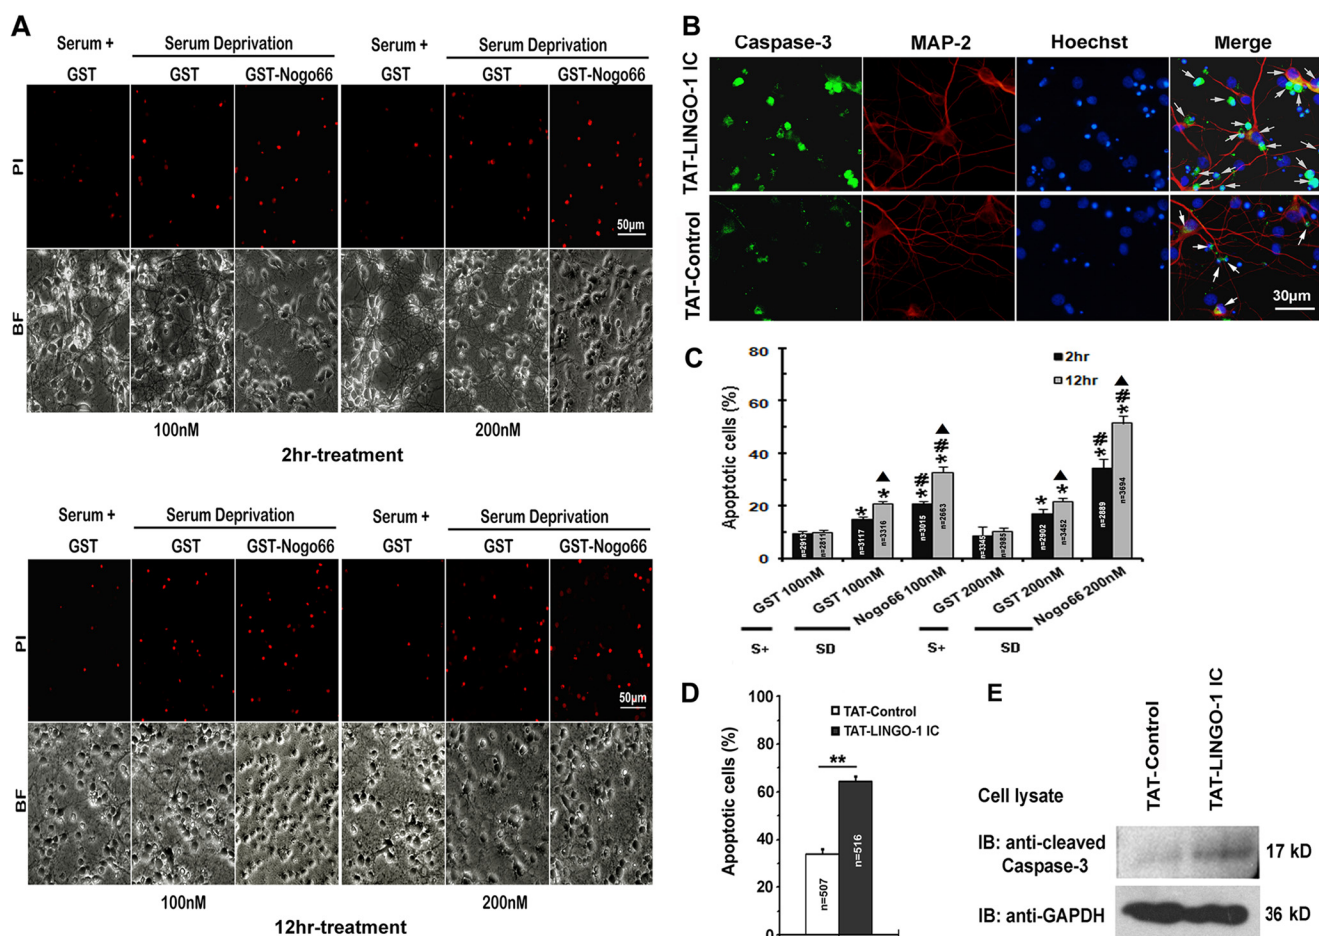 A
Serum + Serum Deprivation Serum + Serum Deprivation
GST GST GST-Nogo66 GST GST GST-Nogo66
PI
50μm
BF
100nM 200nM
2hr-treatment
Serum + Serum Deprivation Serum + Serum Deprivation
GST GST GST-Nogo66 GST GST GST-Nogo66
PI
50μm
BF
100nM 200nM
12hr-treatment
B
Caspase-3 MAP-2 Hoechst Merge
TAT-LINGO-1 IC
TAT-Control
30μm
C
Apoptotic cells (%)
80
60
40
20
0
2hr
12hr
* ▲ * # * ▲ # * * ▲ * # * ▲ # *
n=2913 n=2811 n=3117 n=3316 n=3015 n=2663 n=3345 n=2985 n=2902 n=3452 n=2889 n=3694
GST 100nM GST 100nM Nogo66 100nM GST 200nM GST 200nM Nogo66 200nM
S+ SD S+ SD
D
Apoptotic cells (%)
100
80
60
40
20
0
TAT-Control
TAT-LINGO-1 IC
**
n=507 n=516
E
TAT-Control TAT-LINGO-1 IC
Cell lysate
IB: anti-cleaved
Caspase-3
17 kD
IB: anti-GAPDH 36 kD